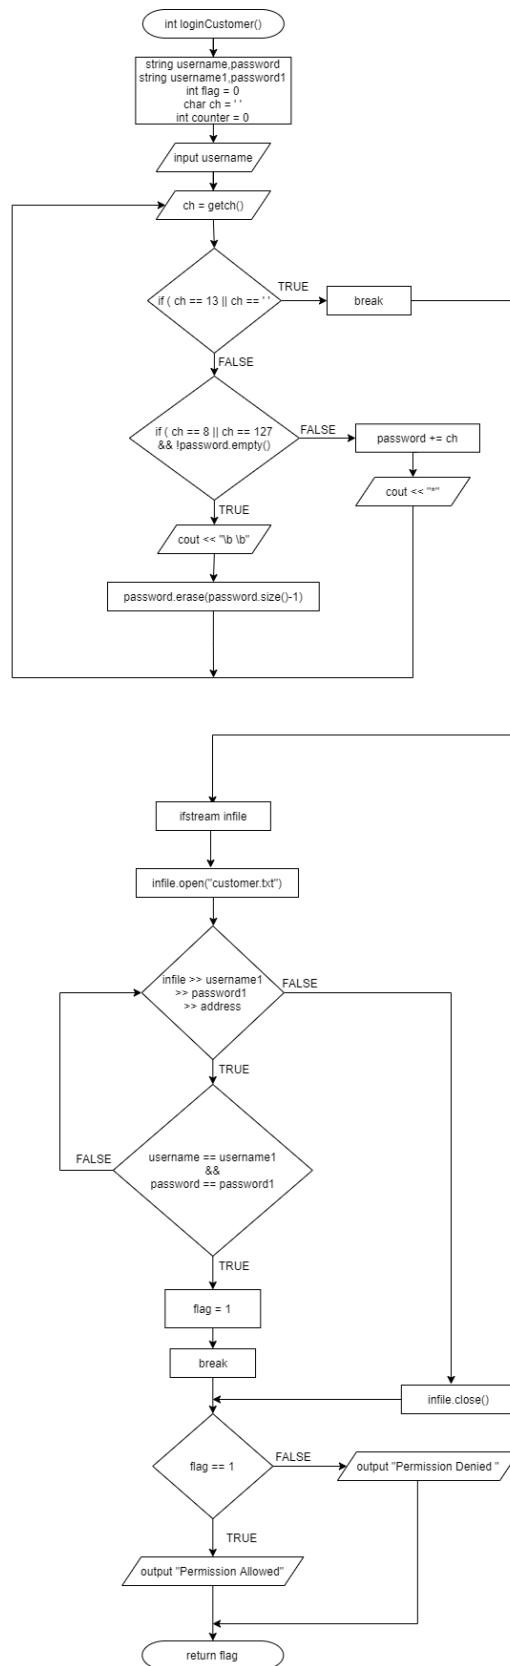 int loginCustomer()
string username,password
string username1,password1
int flag = 0
char ch = ' '
int counter = 0
input username
ch = getch()
if ( ch == 13 || ch == ' '
TRUE
break
FALSE
if ( ch == 8 || ch == 127
&& !password.empty()
FALSE
password += ch
cout << "*"
TRUE
cout << "\b \b"
password.erase(password.size()-1)
ifstream infile
infile.open("customer.txt")
infile >> username1
>> password1
>> address
FALSE
TRUE
username == username1
&&
password == password1
FALSE
TRUE
flag = 1
break
infile.close()
flag == 1
FALSE
output "Permission Denied "
TRUE
output "Permission Allowed"
return flag